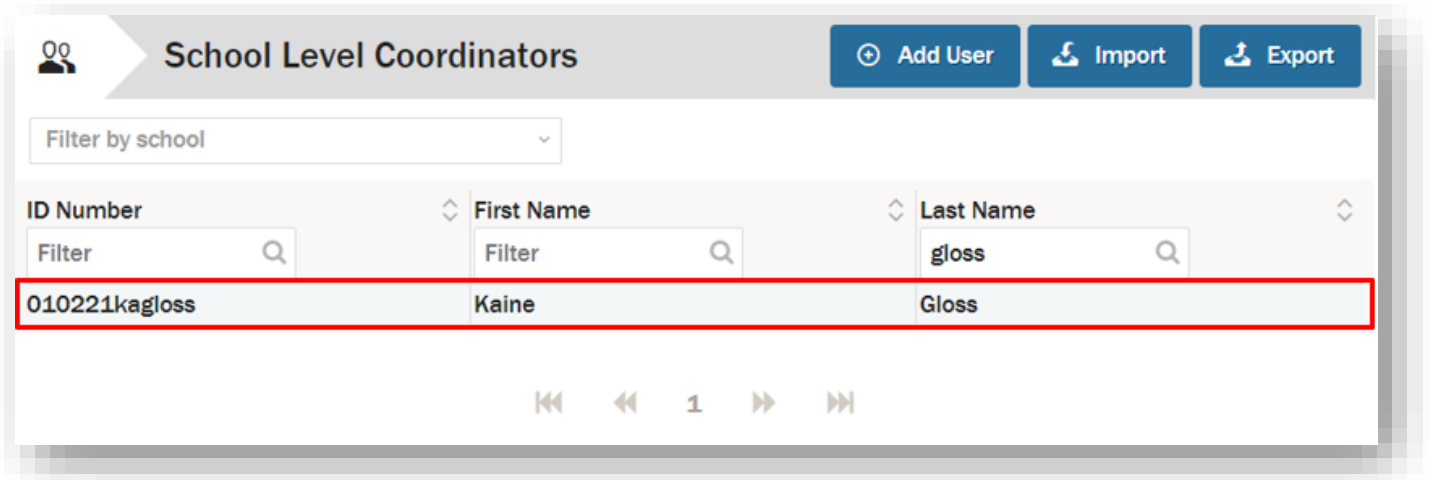 School Level Coordinators Add User Import Export
Filter by school
ID Number First Name Last Name
Filter Filter gloss
010221kagloss Kaine Gloss
1